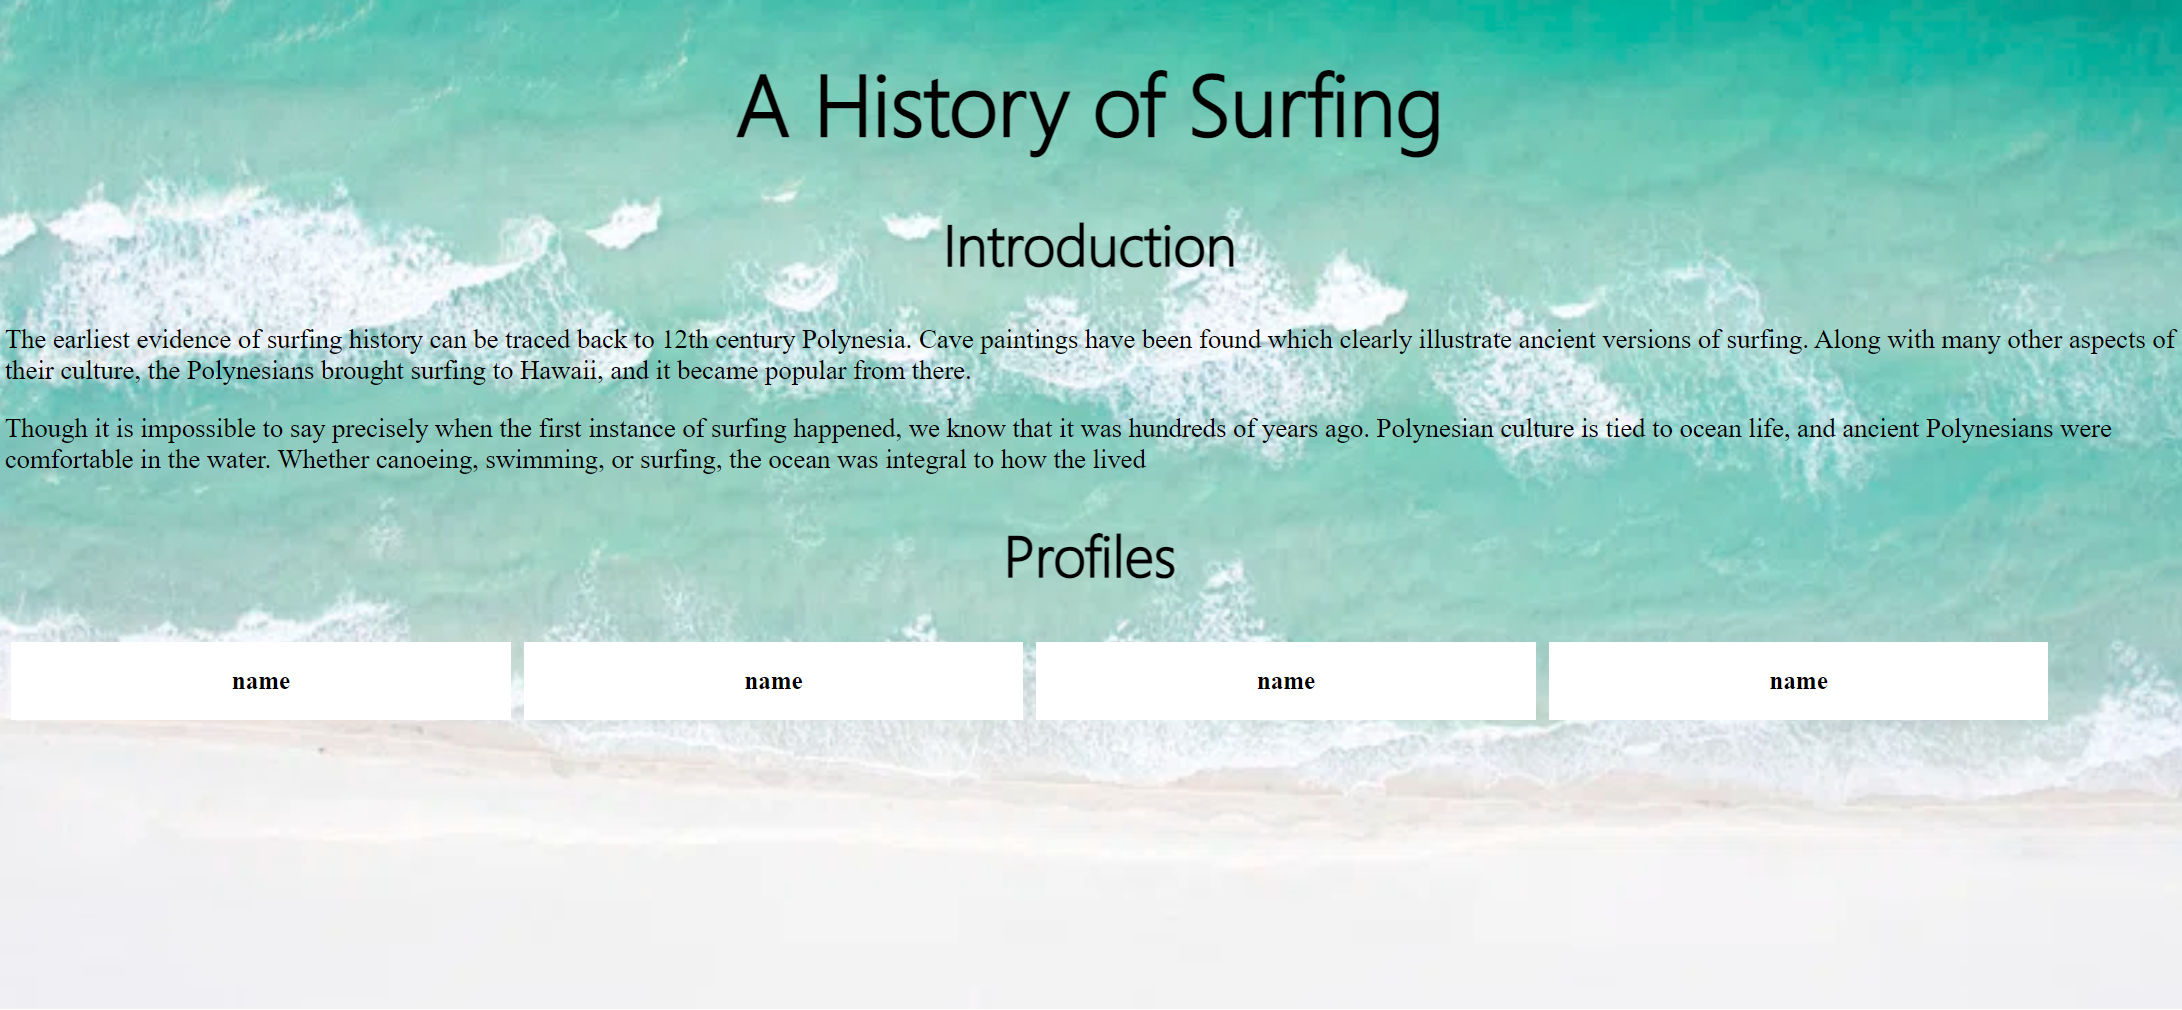 A History of Surfing
Introduction
The earliest evidence of surfing history can be traced back to 12th century Polynesia. Cave paintings have been found which clearly illustrate ancient versions of surfing. Along with many other aspects of
their culture, the Polynesians brought surfing to Hawaii, and it became popular from there.
Though it is impossible to say precisely when the first instance of surfing happened, we know that it was hundreds of years ago. Polynesian culture is tied to ocean life, and ancient Polynesians were
comfortable in the water. Whether canoeing, swimming, or surfing, the ocean was integral to how the lived
Profiles
name name name name